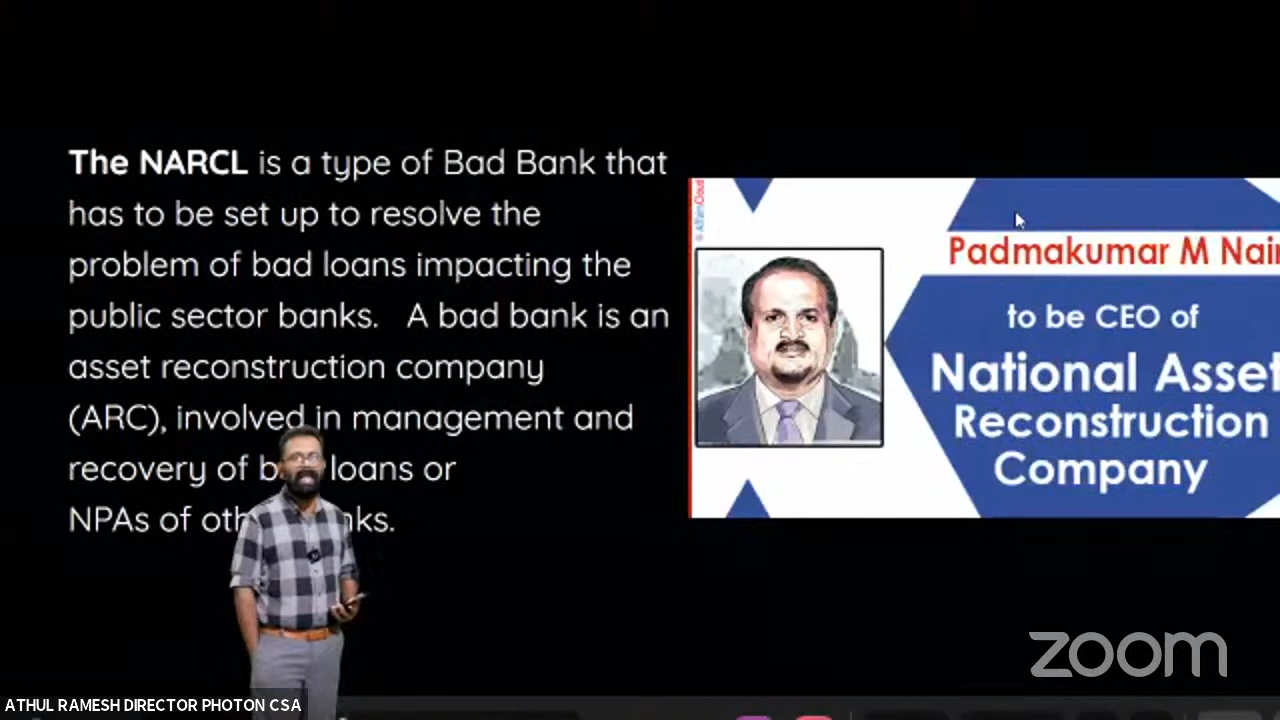 The NARCL is a type of Bad Bank that
has to be set up to resolve the
problem of bad loans impacting the
public sector banks. A bad bank is an
asset reconstruction company
(ARC), involved in management and
recovery of b loans or
NPAs of oth nks.
© AffairsCloud
Padmakumar M Nair
to be CEO of
National Asset
Reconstruction
Company
zoom
ATHUL RAMESH DIRECTOR PHOTON CSA